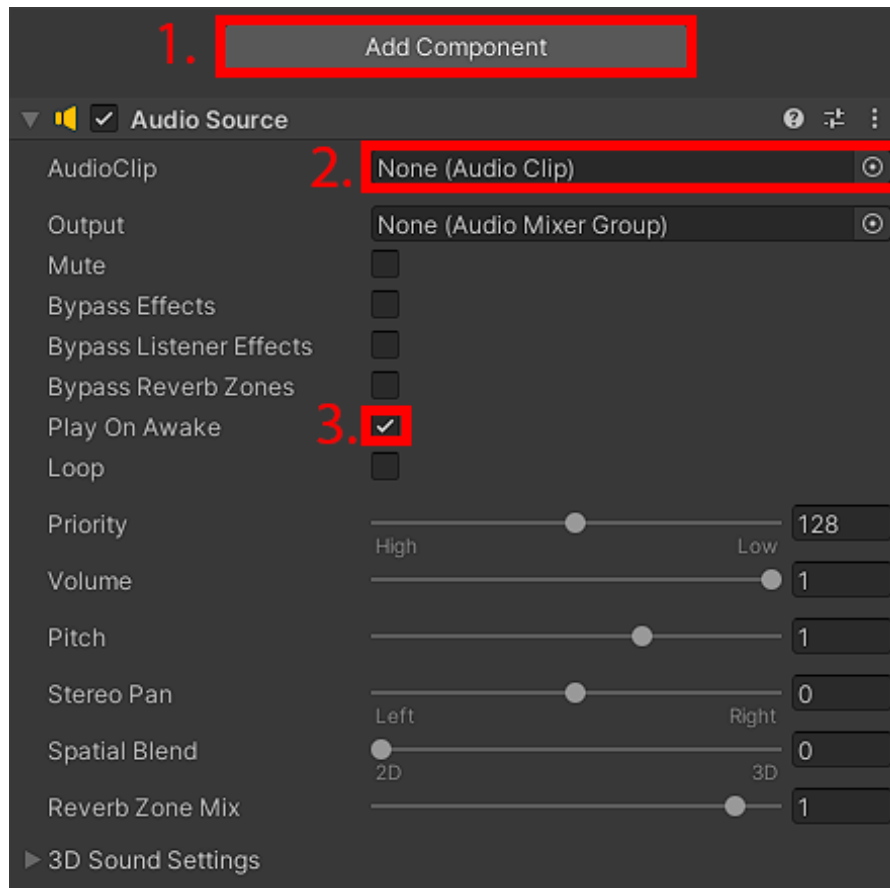 1. Add Component
Audio Source
AudioClip 2. None (Audio Clip)
Output None (Audio Mixer Group)
Mute
Bypass Effects
Bypass Listener Effects
Bypass Reverb Zones
Play On Awake 3.
Loop
Priority 128
High Low
Volume 1
Pitch 1
Stereo Pan 0
Left Right
Spatial Blend 0
2D 3D
Reverb Zone Mix 1
3D Sound Settings